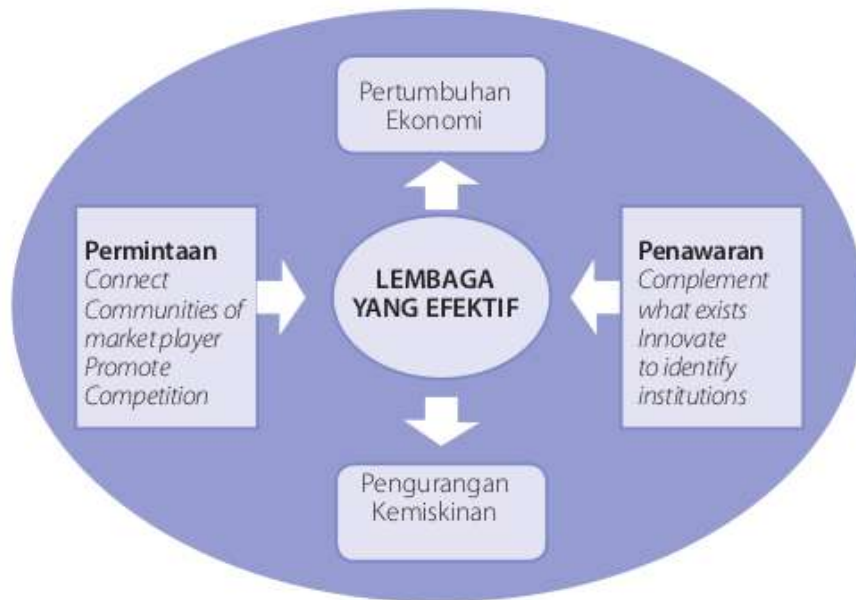 Pertumbuhan
Ekonomi
Permintaan
Connect
Communities of
market player
Promote
Competition
LEMBAGA
YANG EFEKTIF
Penawaran
Complement
what exists
Innovate
to identify
institutions
Pengurangan
Kemiskinan